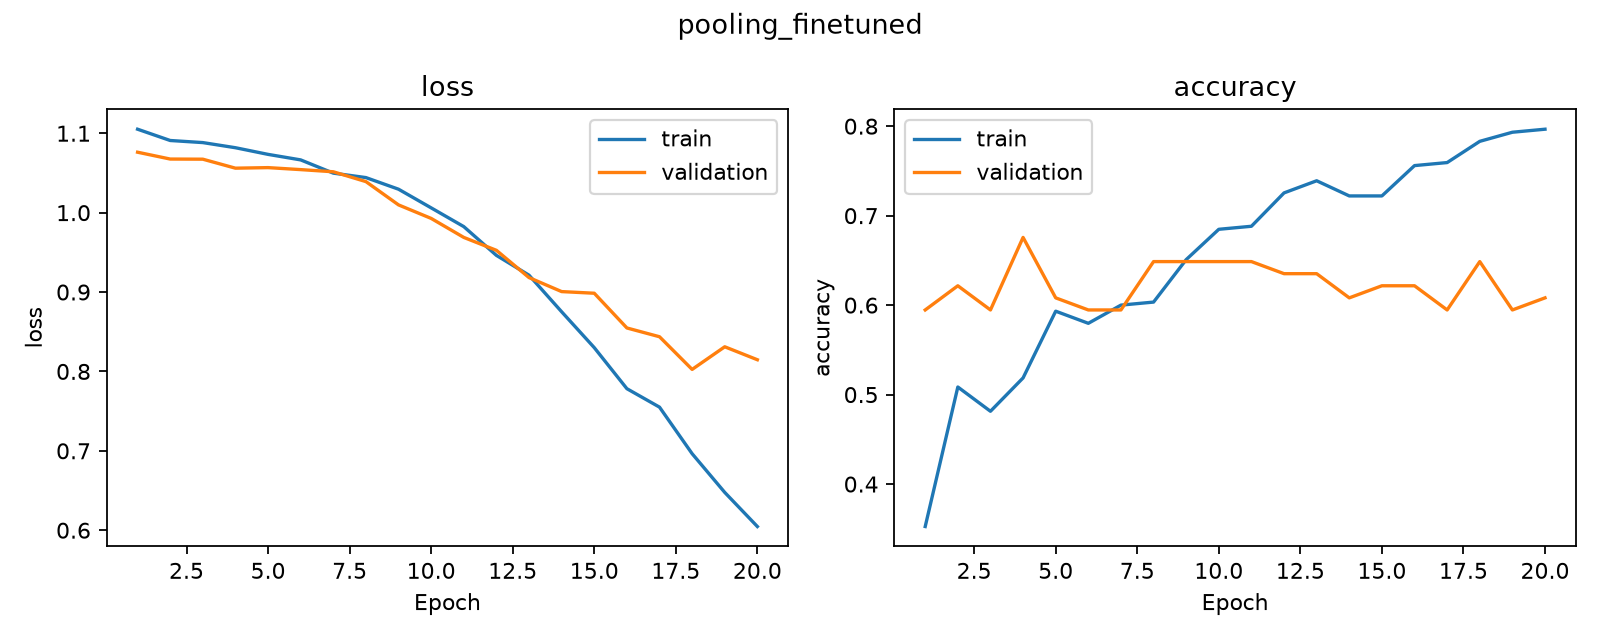 pooling_finetuned
loss
train
validation
1.1
1.0
0.9
0.8
0.7
0.6
loss
2.5 5.0 7.5 10.0 12.5 15.0 17.5 20.0
Epoch
accuracy
train
validation
0.8
0.7
0.6
0.5
0.4
accuracy
2.5 5.0 7.5 10.0 12.5 15.0 17.5 20.0
Epoch